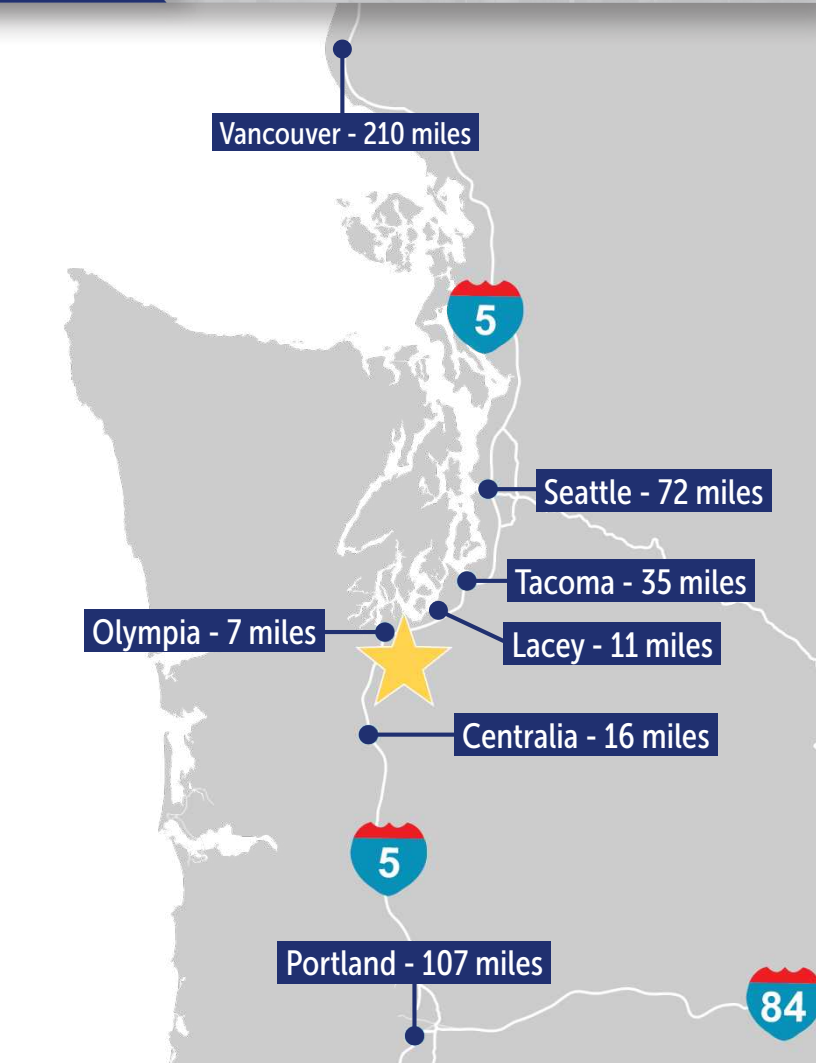 Vancouver - 210 miles
5
Seattle - 72 miles
Tacoma - 35 miles
Olympia - 7 miles
Lacey - 11 miles
Centralia - 16 miles
5
Portland - 107 miles
84